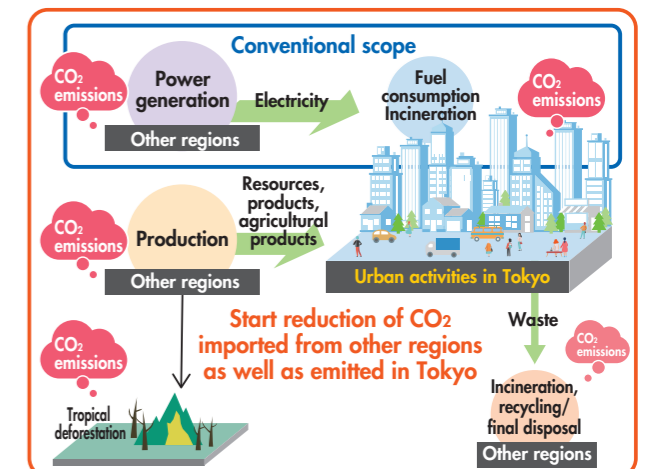 Conventional scope
CO2
emissions
Power
generation
Other regions
Electricity
Fuel
consumption
Incineration
CO2
emissions
CO2
emissions
Production
Other regions
Resources,
products,
agricultural
products
Urban activities in Tokyo
Start reduction of CO2
imported from other regions
as well as emitted in Tokyo
Waste
CO2
emissions
CO2
emissions
Tropical
deforestation
Incineration,
recycling/
final disposal
Other regions